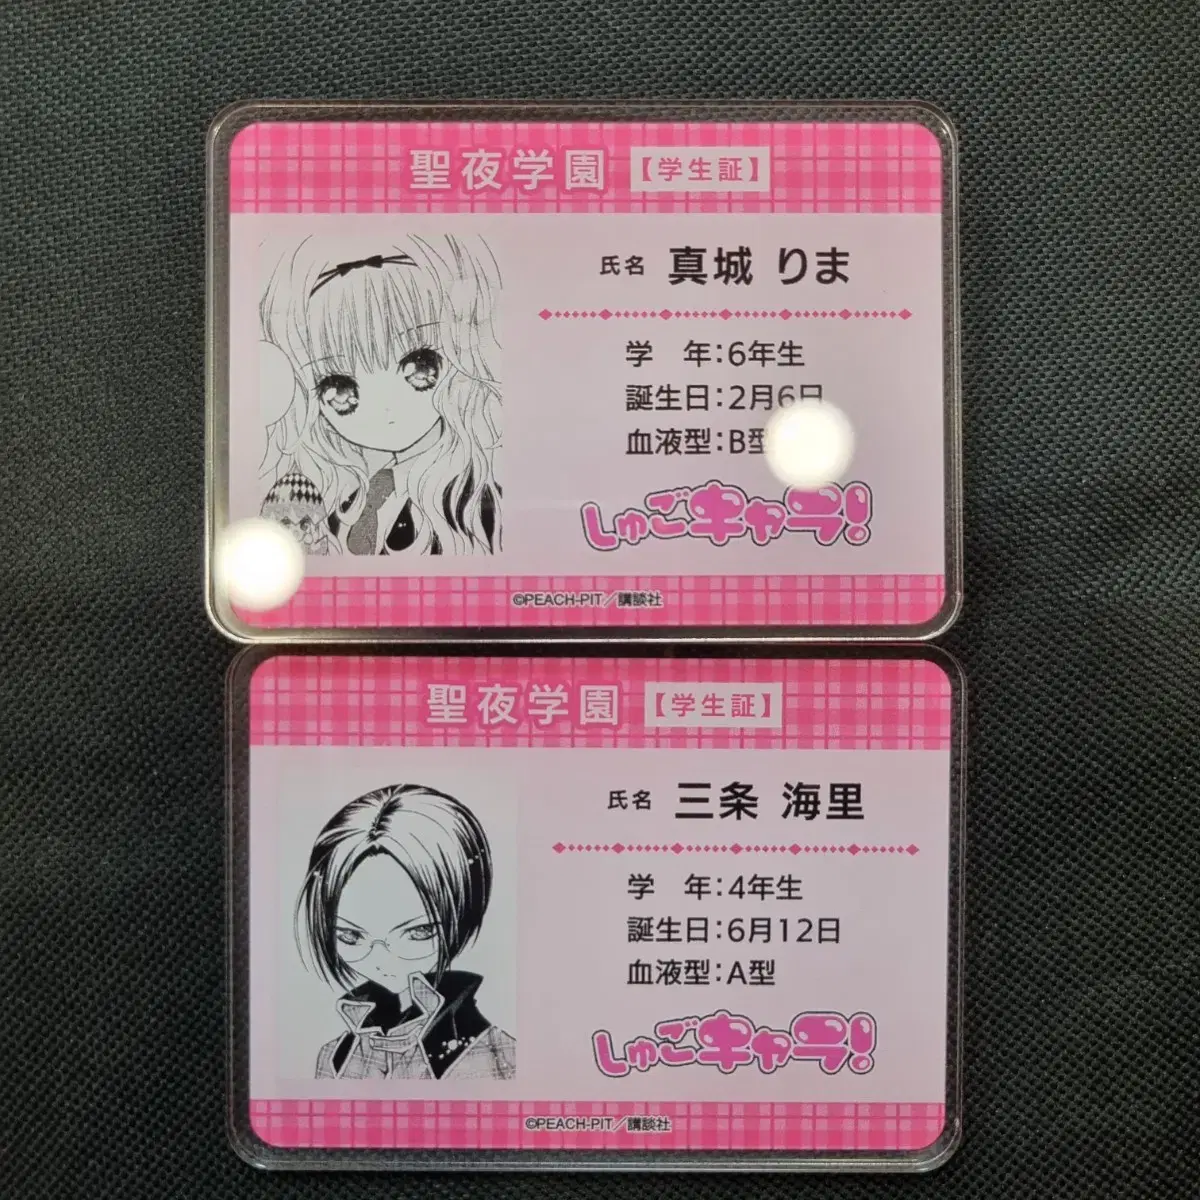 聖夜学園 【学生証】
氏名 真城 りま
学 年:6年生
誕生日:2月6日
血液型:B型
しゅごキャラ!
©PEACH-PIT/講談社
聖夜学園 【学生証】
氏名 三条 海里
学 年:4年生
誕生日:6月12日
血液型:A型
しゅごキャラ!
©PEACH-PIT/講談社